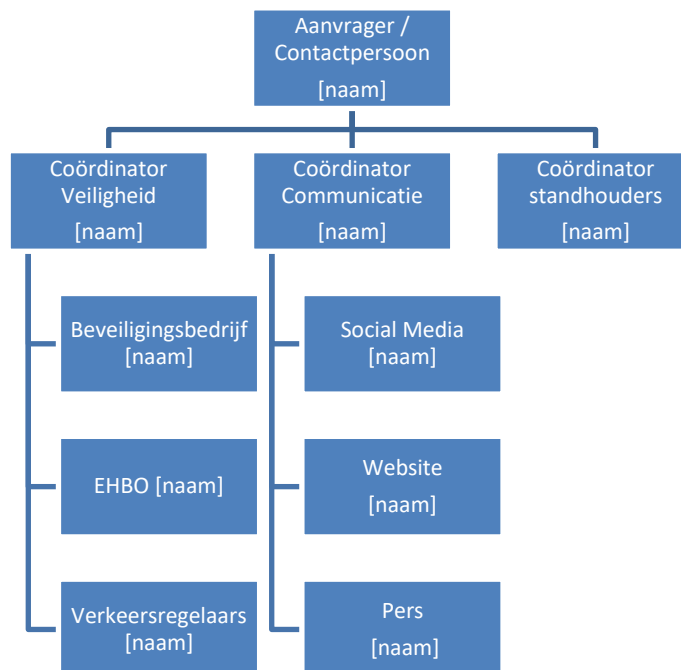 Aanvrager /
Contactpersoon
[naam]
Coördinator
Veiligheid
[naam]
Coördinator
Communicatie
[naam]
Coördinator
standhouders
[naam]
Beveiligingsbedrijf
[naam]
Social Media
[naam]
EHBO [naam]
Website
[naam]
Verkeersregelaars
[naam]
Pers
[naam]